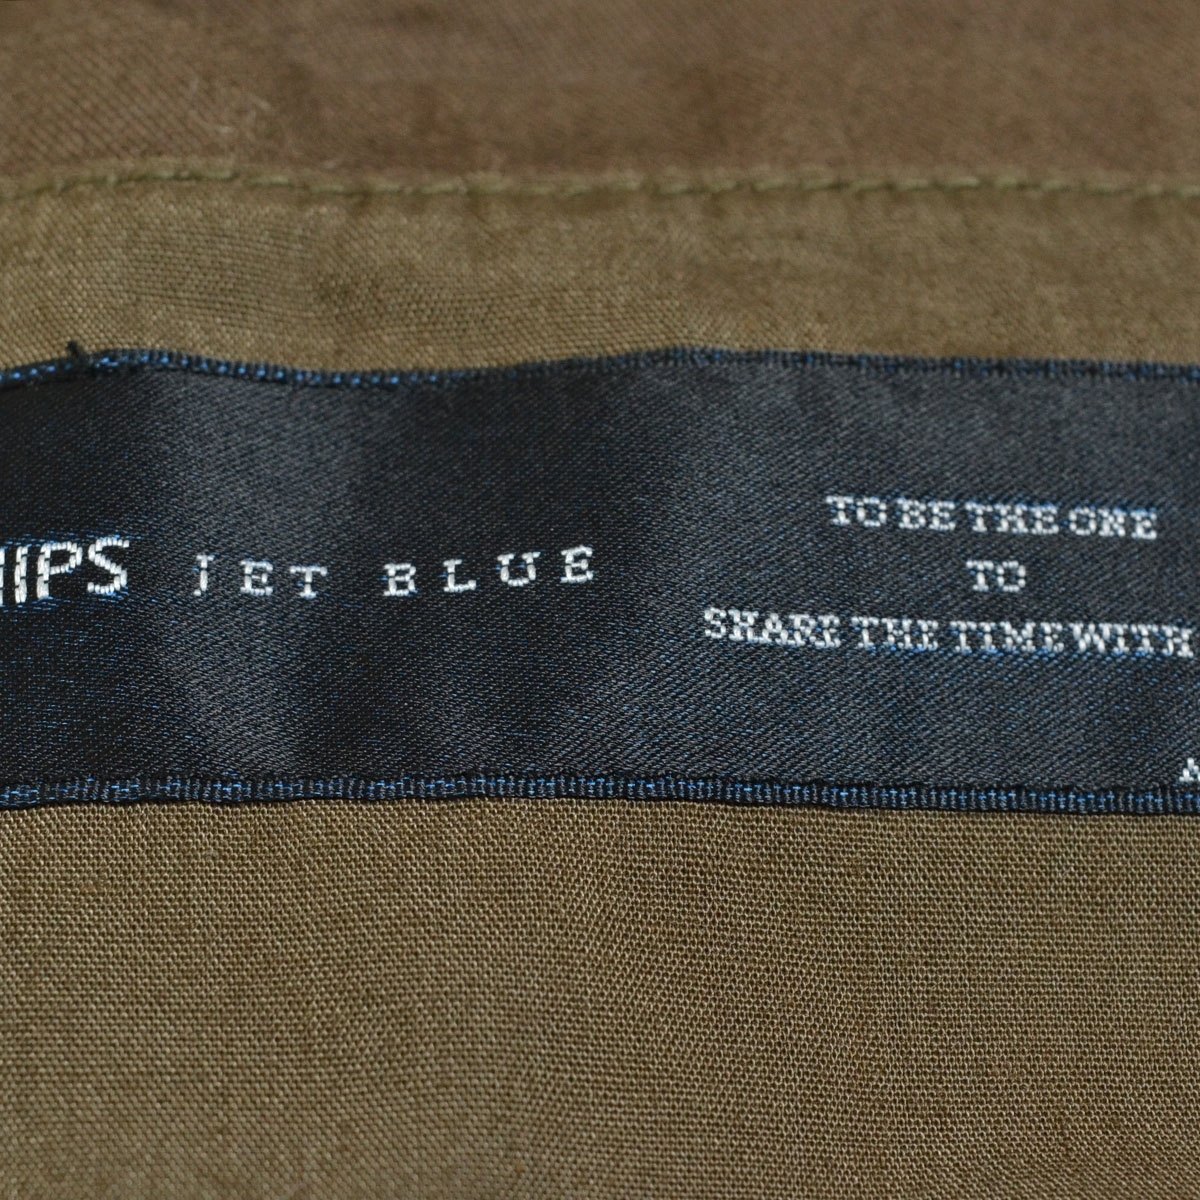 HIPS JET BLUE
TO BE THE ONE
TO
SHARE THE TIME WITH